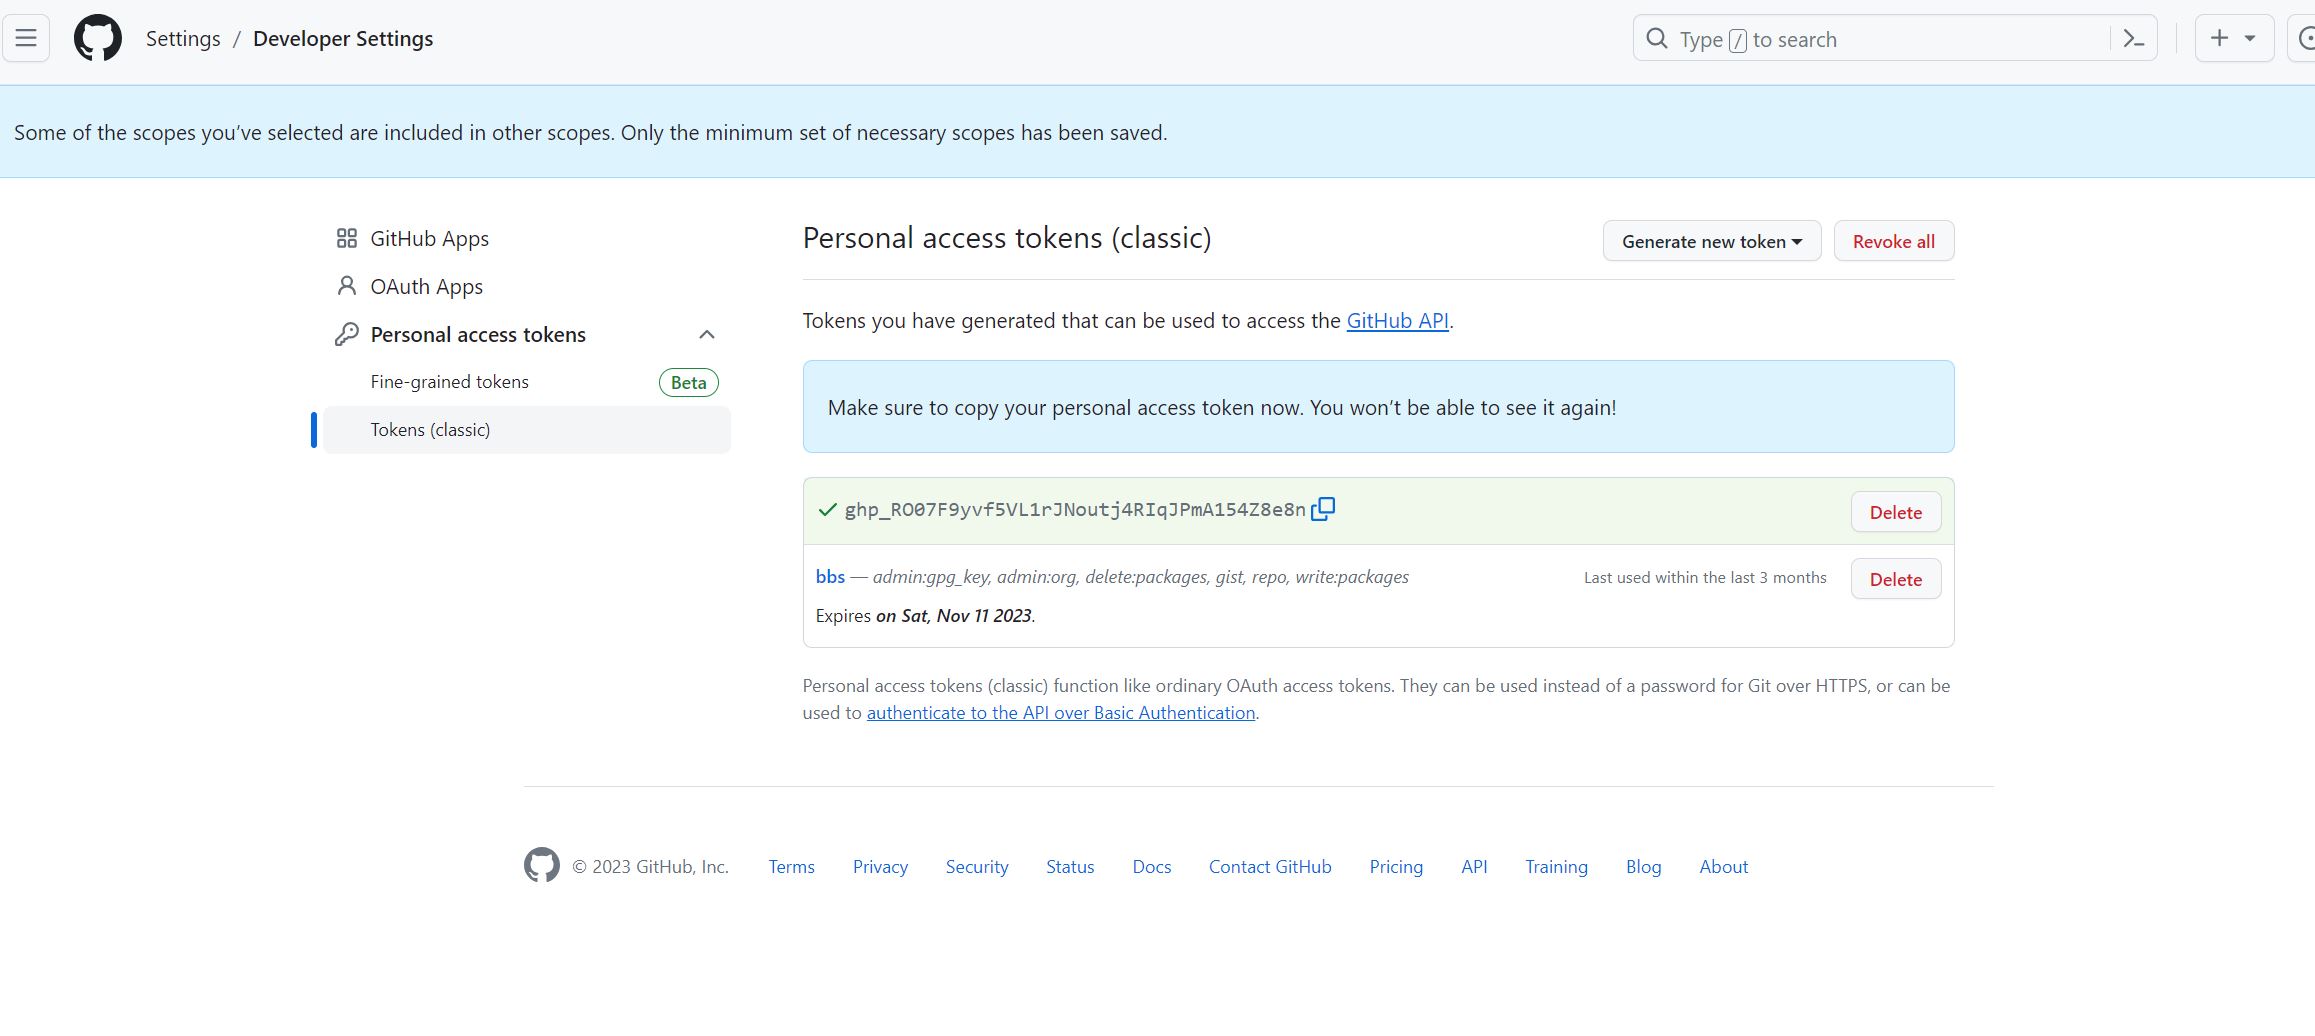 Settings / Developer Settings
Type / to search
Some of the scopes you’ve selected are included in other scopes. Only the minimum set of necessary scopes has been saved.
GitHub Apps
OAuth Apps
Personal access tokens
Fine-grained tokens Beta
Tokens (classic)
Personal access tokens (classic)
Generate new token
Revoke all
Tokens you have generated that can be used to access the GitHub API.
Make sure to copy your personal access token now. You won’t be able to see it again!
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
Delete
bbs — admin:gpg_key, admin:org, delete:packages, gist, repo, write:packages
Last used within the last 3 months
Delete
Expires on Sat, Nov 11 2023.
Personal access tokens (classic) function like ordinary OAuth access tokens. They can be used instead of a password for Git over HTTPS, or can be
used to authenticate to the API over Basic Authentication.
© 2023 GitHub, Inc. Terms Privacy Security Status Docs Contact GitHub Pricing API Training Blog About